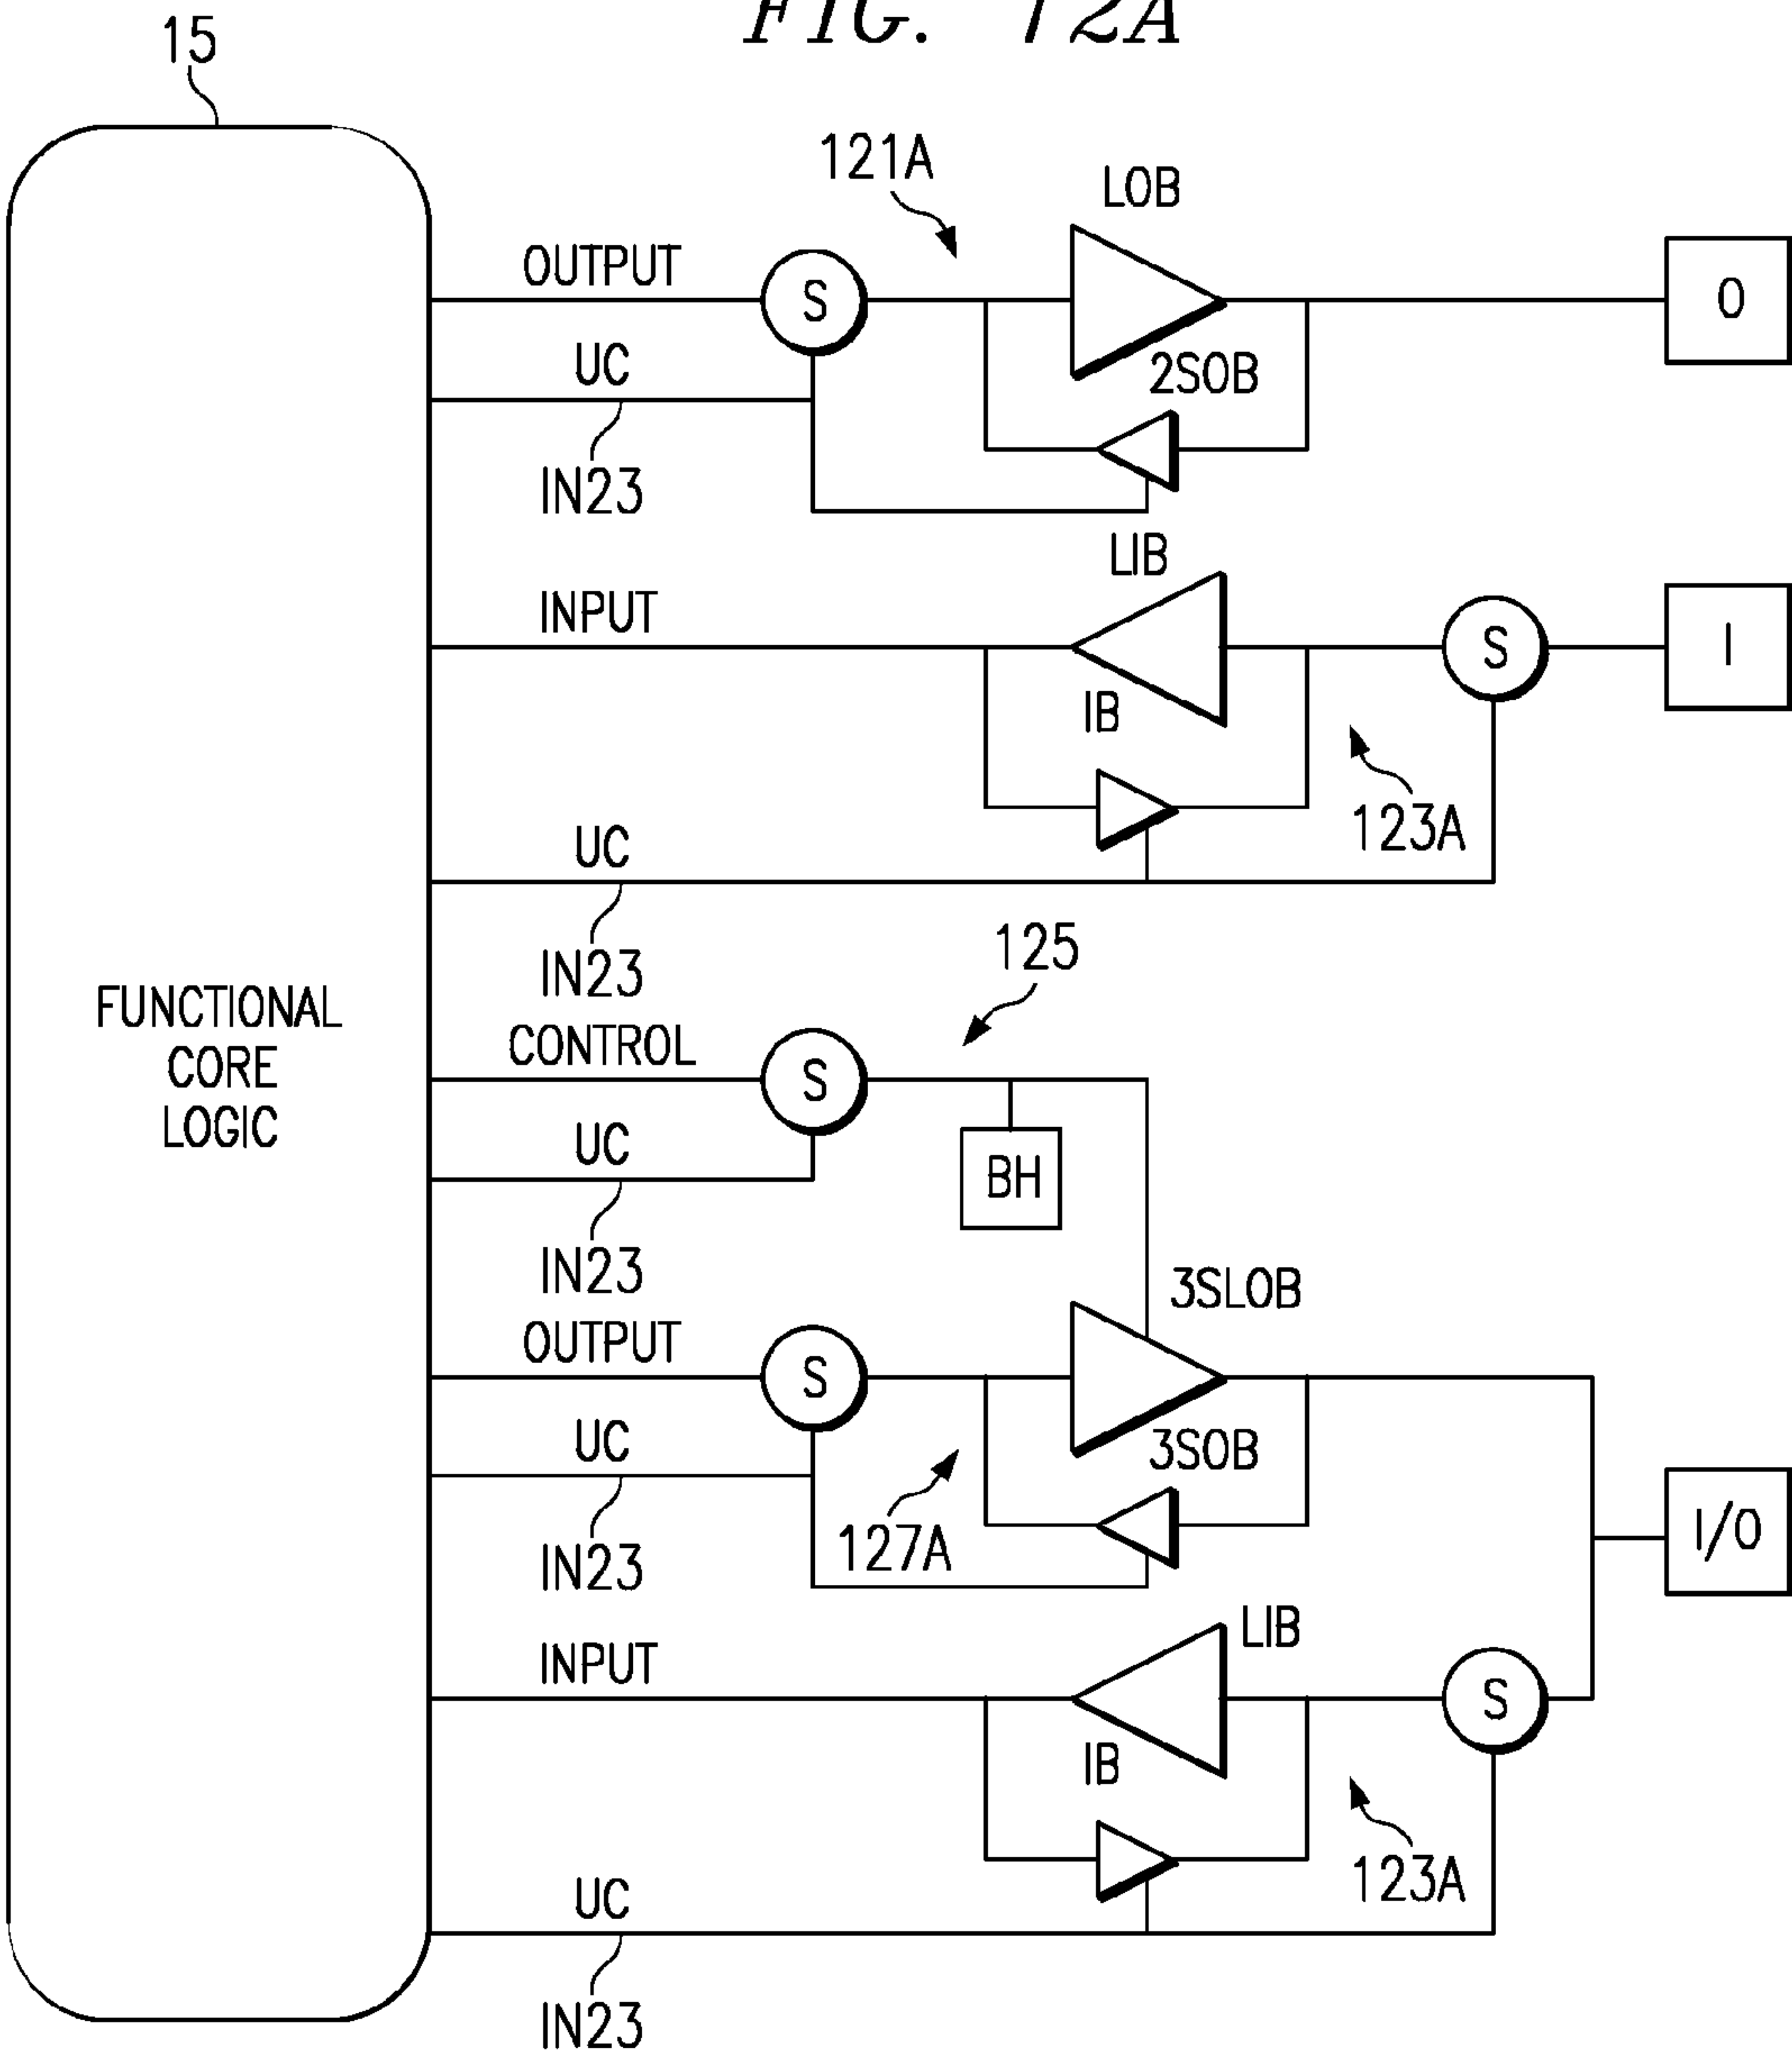 FIG. 12A
15
121A
LOB
OUTPUT
S
O
UC
2SOB
IN23
LIB
INPUT
S
I
IB
123A
UC
IN23
125
FUNCTIONAL
CORE
LOGIC
CONTROL
S
UC
BH
IN23
3SLOB
OUTPUT
S
UC
3SOB
127A
IN23
I/O
LIB
INPUT
S
IB
123A
UC
IN23